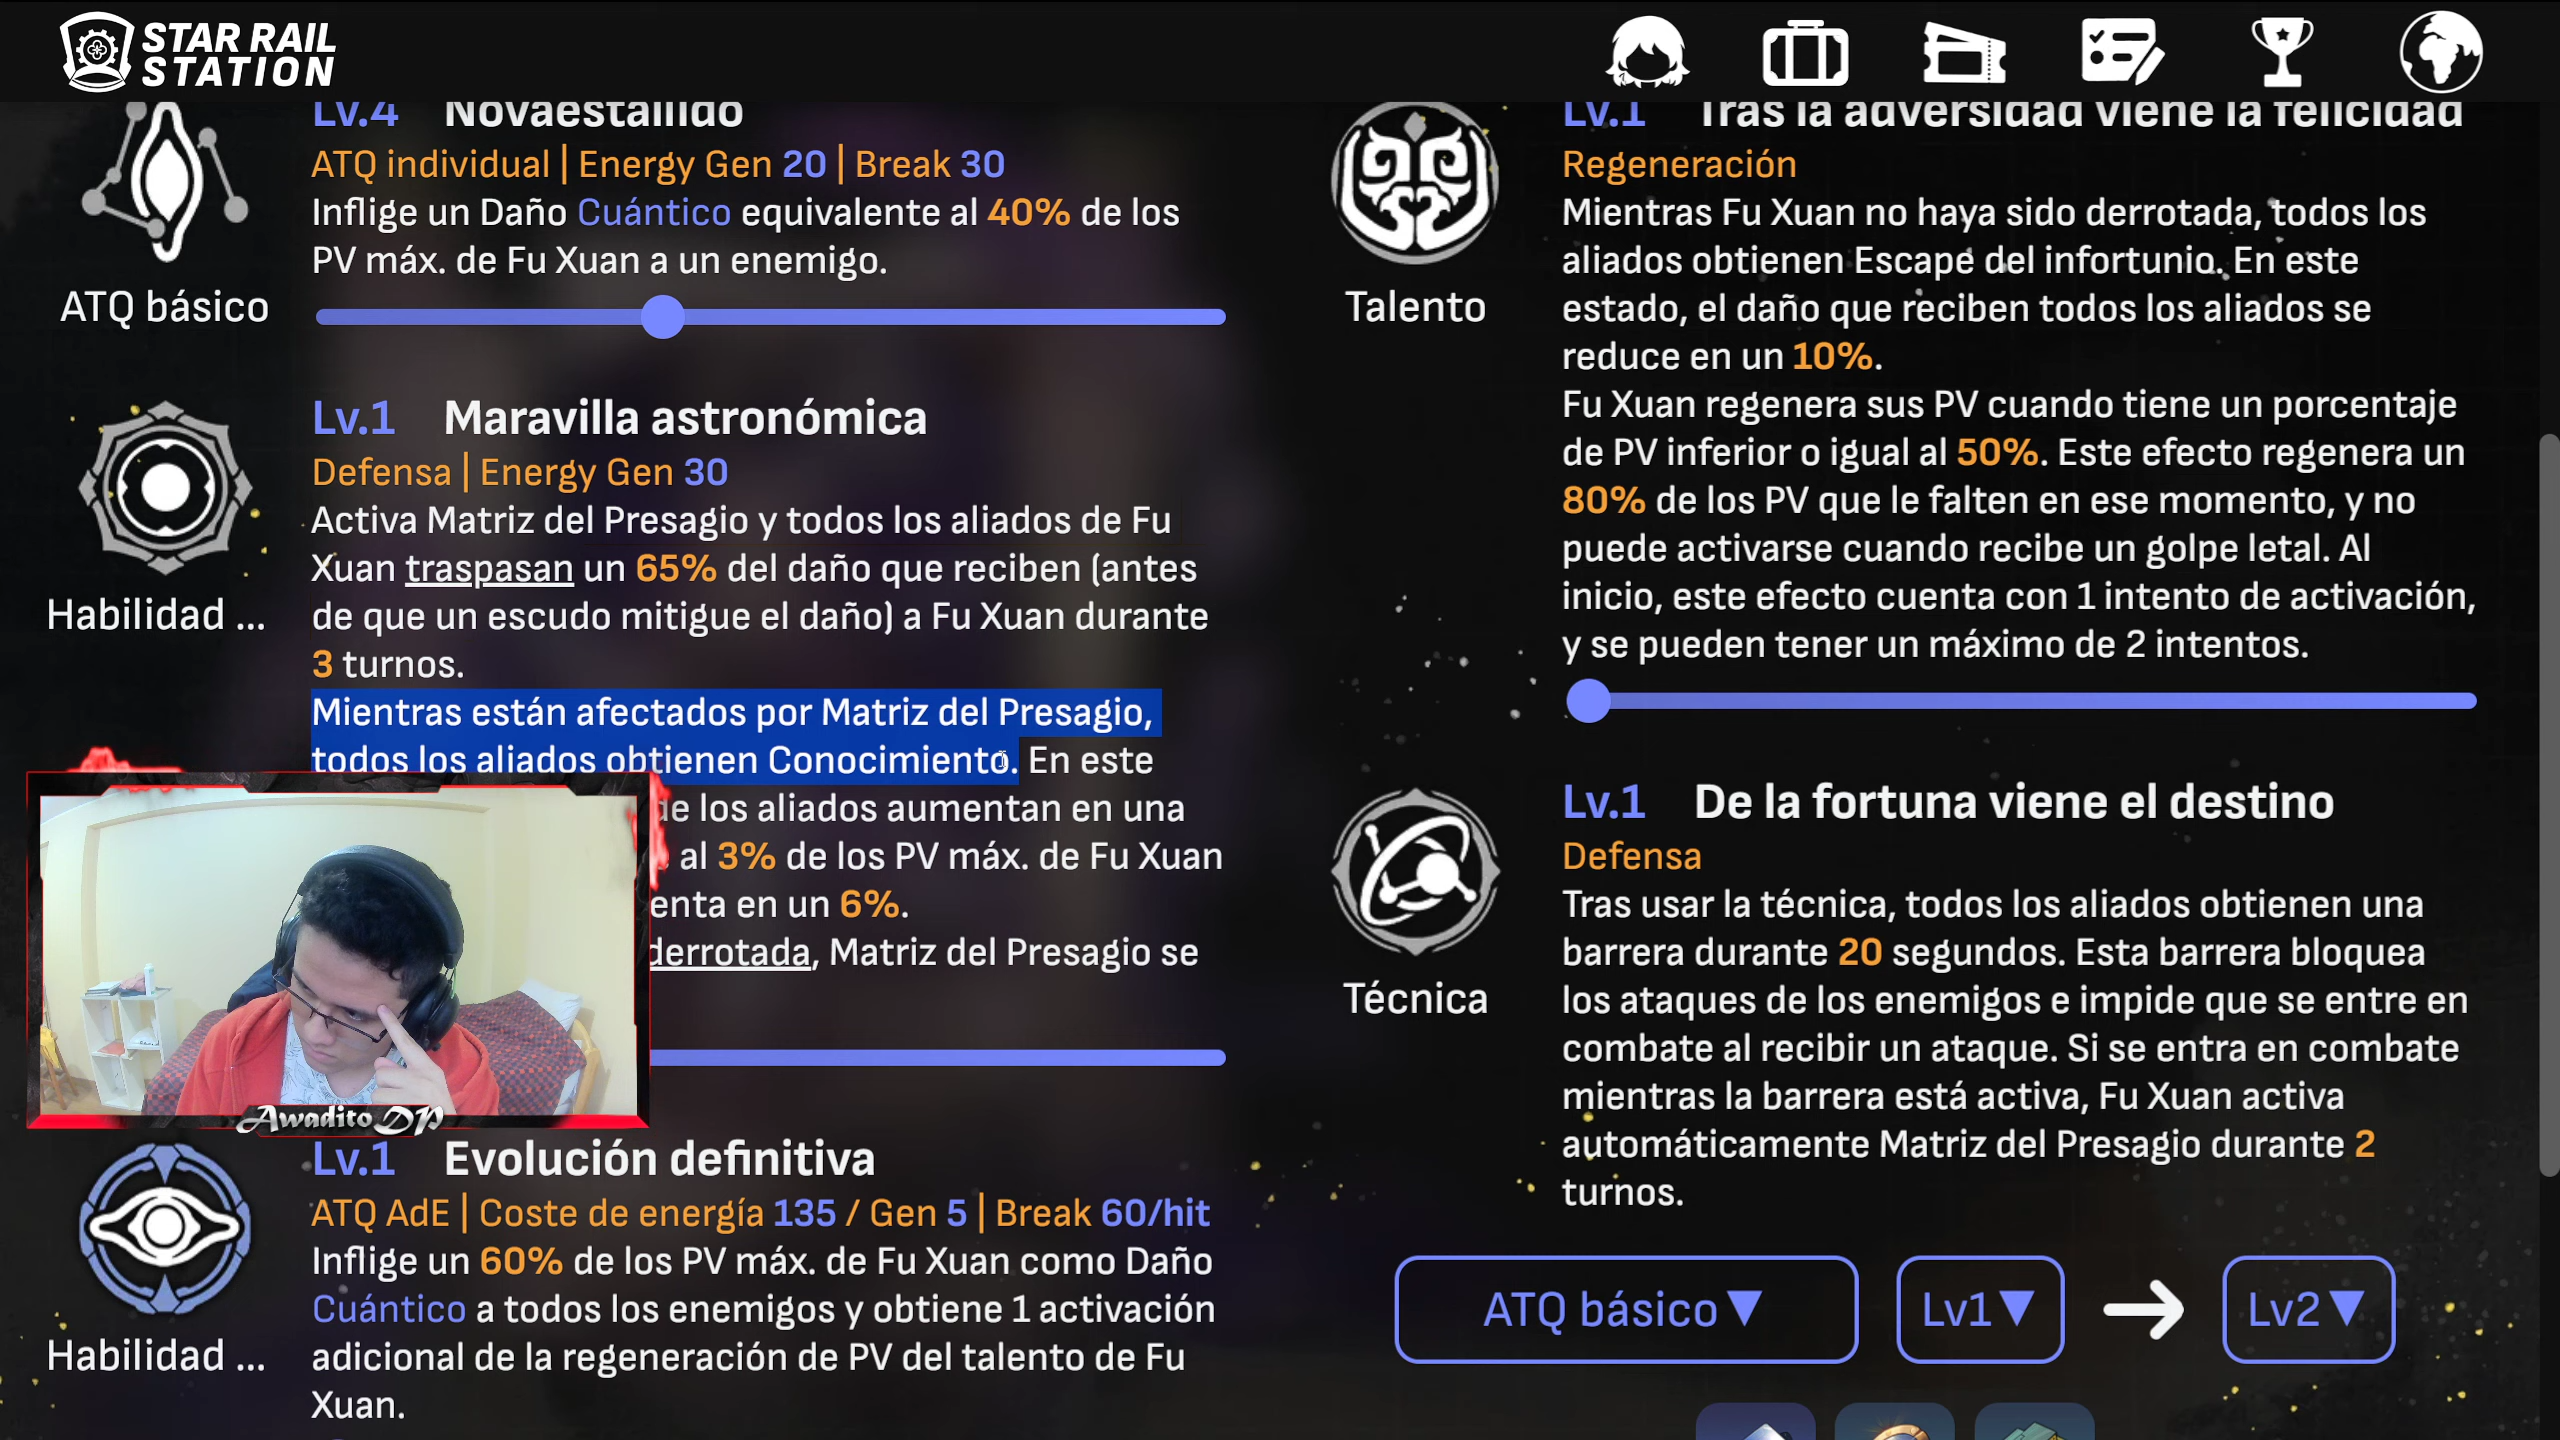 STAR RAIL
STATION
Lv.4 Novaestallido
ATQ individual | Energy Gen 20 | Break 30
Inflige un Daño Cuántico equivalente al 40% de los
PV máx. de Fu Xuan a un enemigo.
ATQ básico
Lv.1 Maravilla astronómica
Defensa | Energy Gen 30
Activa Matriz del Presagio y todos los aliados de Fu
Xuan traspasan un 65% del daño que reciben (antes
de que un escudo mitigue el daño) a Fu Xuan durante
3 turnos.
Habilidad ...
Mientras están afectados por Matriz del Presagio,
todos los aliados obtienen Conocimiento. En este
de los aliados aumentan en una
al 3% de los PV máx. de Fu Xuan
enta en un 6%.
derrotada, Matriz del Presagio se
Awadito DP
Lv.1 Evolución definitiva
ATQ AdE | Coste de energía 135 / Gen 5 | Break 60/hit
Inflige un 60% de los PV máx. de Fu Xuan como Daño
Cuántico a todos los enemigos y obtiene 1 activación
adicional de la regeneración de PV del talento de Fu
Xuan.
Habilidad ...
Lv.1 Tras la adversidad viene la felicidad
Regeneración
Mientras Fu Xuan no haya sido derrotada, todos los
aliados obtienen Escape del infortunio. En este
estado, el daño que reciben todos los aliados se
reduce en un 10%.
Fu Xuan regenera sus PV cuando tiene un porcentaje
de PV inferior o igual al 50%. Este efecto regenera un
80% de los PV que le falten en ese momento, y no
puede activarse cuando recibe un golpe letal. Al
inicio, este efecto cuenta con 1 intento de activación,
y se pueden tener un máximo de 2 intentos.
Talento
Lv.1 De la fortuna viene el destino
Defensa
Tras usar la técnica, todos los aliados obtienen una
barrera durante 20 segundos. Esta barrera bloquea
los ataques de los enemigos e impide que se entre en
combate al recibir un ataque. Si se entra en combate
mientras la barrera está activa, Fu Xuan activa
automáticamente Matriz del Presagio durante 2
turnos.
Técnica
ATQ básico▼ Lv1▼ → Lv2▼